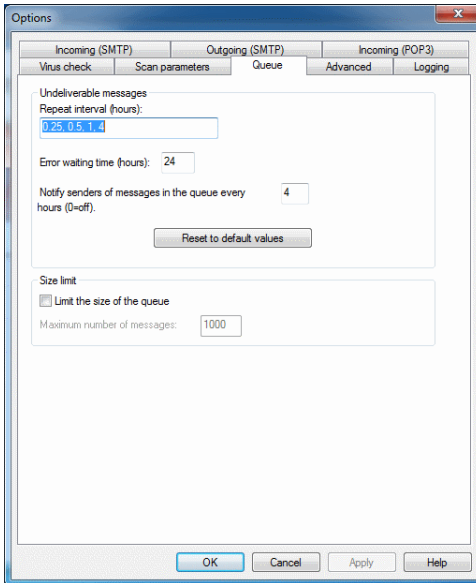 Options
Incoming (SMTP) Outgoing (SMTP) Incoming (POP3)
Virus check Scan parameters Queue Advanced Logging
Undeliverable messages
Repeat interval (hours):
0.25, 0.5, 1, 4
Error waiting time (hours): 24
Notify senders of messages in the queue every 4
hours (0=off).
Reset to default values
Size limit
Limit the size of the queue
Maximum number of messages: 1000
OK Cancel Apply Help